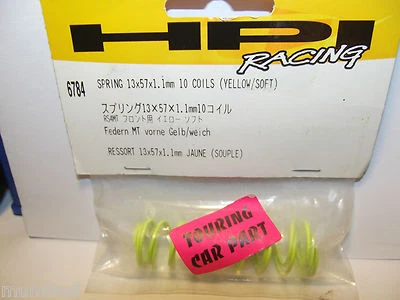 HPI
RACING
6784
SPRING 13x57x1.1mm 10 COILS (YELLOW/SOFT)
スプリング13×57×1.1mm10コイル
RS4MT フロント用 イエロー ソフト
Federn MT vorne Gelb/weich
RESSORT 13x57x1.1mm JAUNE (SOUPLE)
TOURING
CAR PART